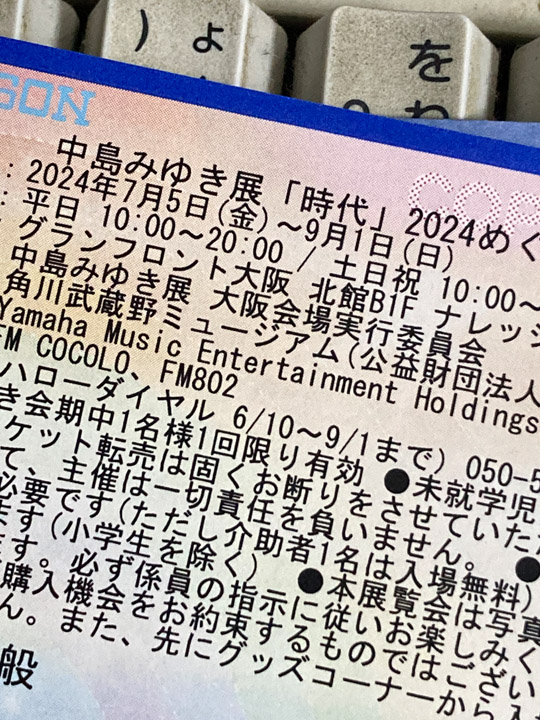 ) ょ
を
わ
SON
COP
中島みゆき展 「時代」 2024めぐ
: 2024年7月5日(金)～9月1日(日)
: 平日 10:00～20:00 / 土日祝 10:00～
グランフロント大阪 北館B1F ナレッジ
中島みゆき展 大阪会場実行委員会
角川武蔵野ミュージアム(公益財団法人
Yamaha Music Entertainment Holdings
FM COCOLO、FM802
ハローダイヤル 6/10～9/1まで) 050-5
き会期中1名様1回限り有効 ●未就学児
ケット転売は固くお断りさせていただ
て、主催は一切責任を負いません。 ●
必要です(ただし介助者1名は入場無料)
ます(小学生を除く) ●本展覧会は写真
ます。必ず係員の指示に従いお楽しみく
購入機会をお約束するものではござい
ん。また、先にグッズコーナーから入
般